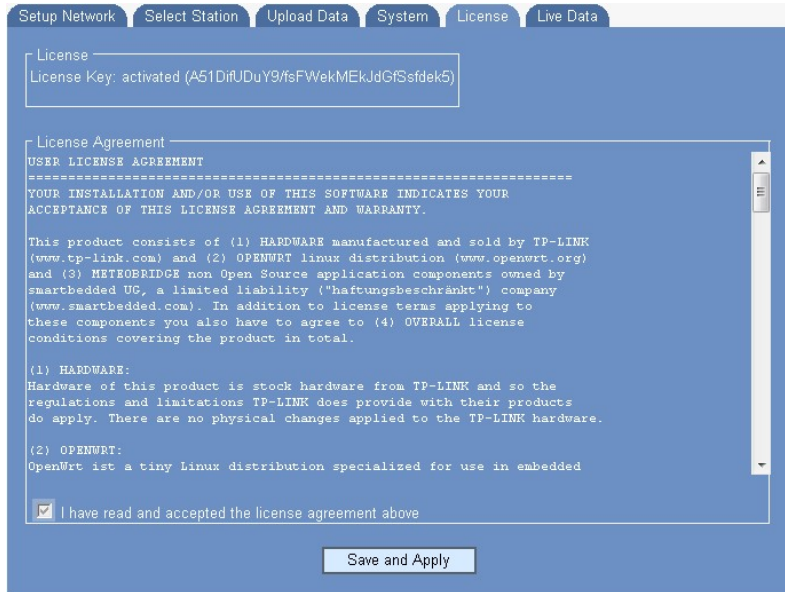 Setup Network Select Station Upload Data System License Live Data
License
License Key: activated (A51DifUDuY9/fsFWekMEkJdGfSsfdek5)
License Agreement
USER LICENSE AGREEMENT
====================================================================
YOUR INSTALLATION AND/OR USE OF THIS SOFTWARE INDICATES YOUR
ACCEPTANCE OF THIS LICENSE AGREEMENT AND WARRANTY.
This product consists of (1) HARDWARE manufactured and sold by TP-LINK
(www.tp-link.com) and (2) OPENWRT linux distribution (www.openwrt.org)
and (3) METEOBRIDGE non Open Source application components owned by
smartbedded UG, a limited liability ("haftungsbeschränkt") company
(www.smartbedded.com). In addition to license terms applying to
these components you also have to agree to (4) OVERALL license
conditions covering the product in total.
(1) HARDWARE:
Hardware of this product is stock hardware from TP-LINK and so the
regulations and limitations TP-LINK does provide with their products
do apply. There are no physical changes applied to the TP-LINK hardware.
(2) OPENWRT:
OpenWrt ist a tiny Linux distribution specialized for use in embedded
I have read and accepted the license agreement above
Save and Apply